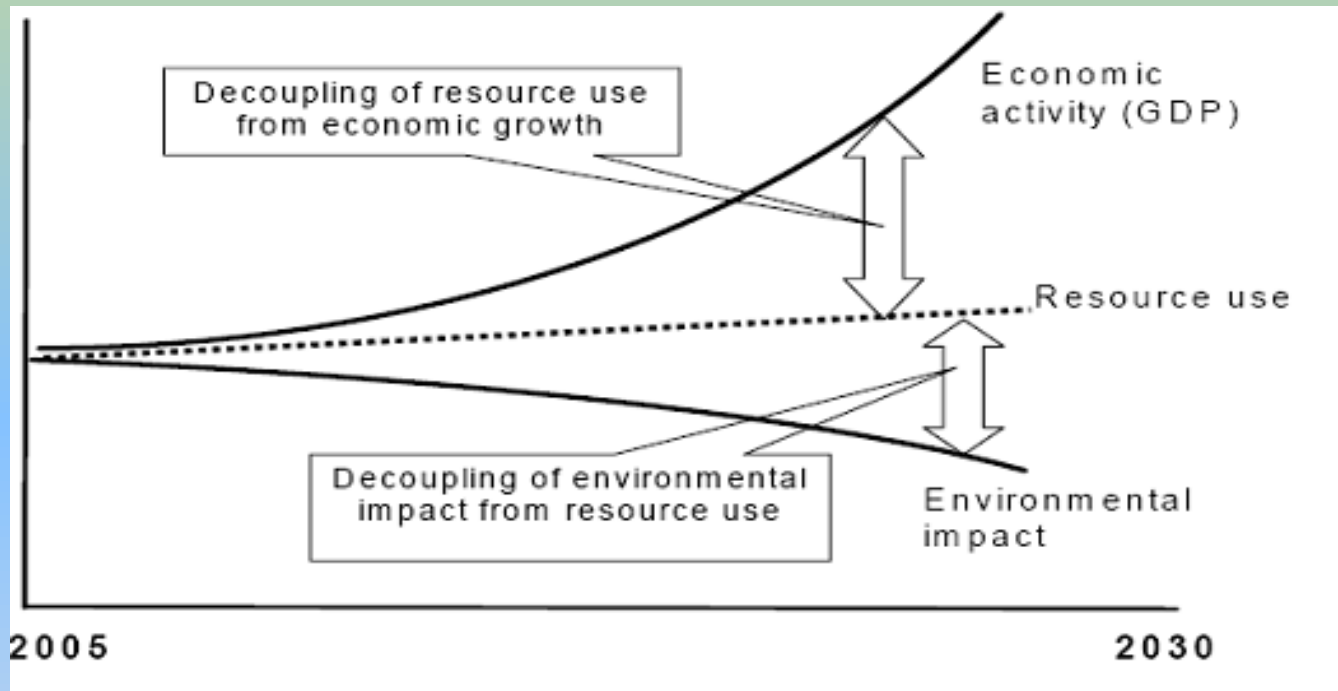 Decoupling of resource use
from economic growth
Economic
activity (GDP)
Resource use
Decoupling of environmental
impact from resource use
Environmental
impact
2005
2030